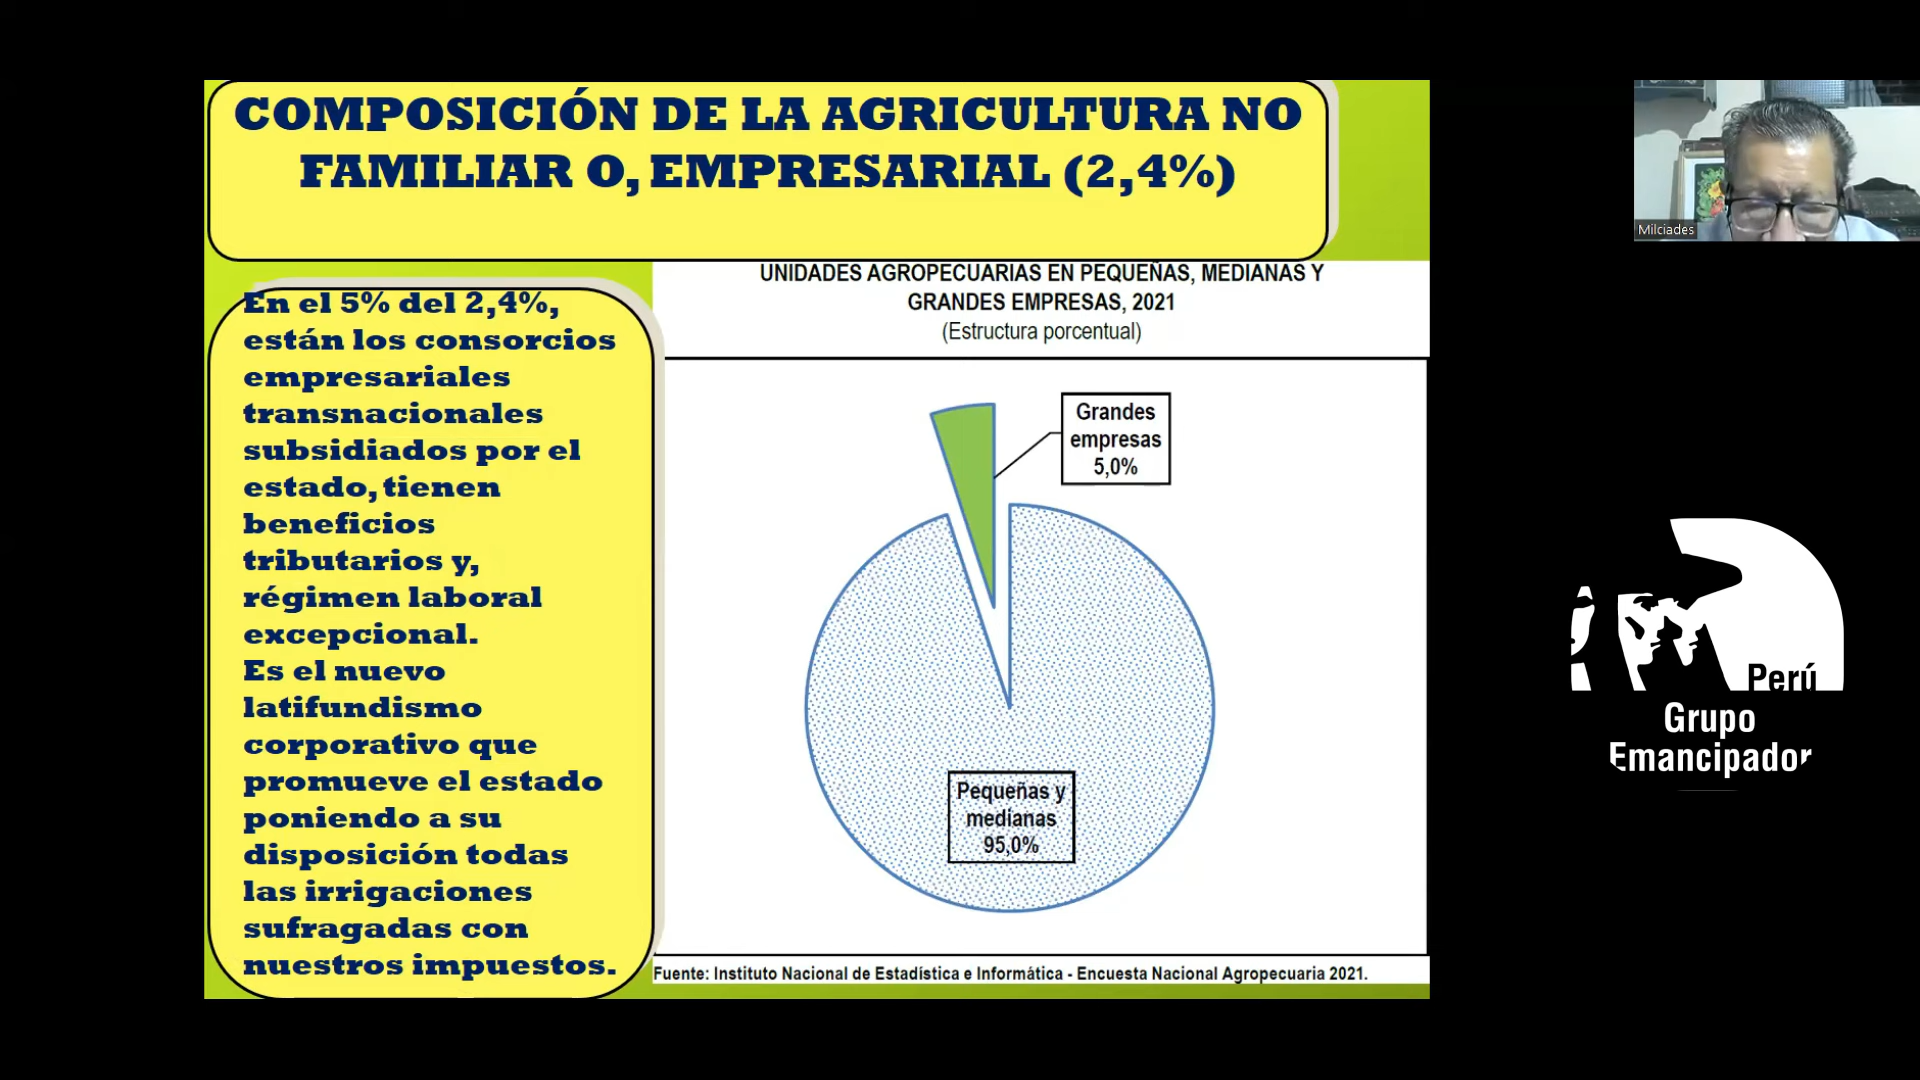 COMPOSICIÓN DE LA AGRICULTURA NO
FAMILIAR O, EMPRESARIAL (2,4%)
En el 5% del 2,4%,
están los consorcios
empresariales
transnacionales
subsidiados por el
estado, tienen
beneficios
tributarios y,
régimen laboral
excepcional.
Es el nuevo
latifundismo
corporativo que
promueve el estado
poniendo a su
disposición todas
las irrigaciones
sufragadas con
nuestros impuestos.
UNIDADES AGROPECUARIAS EN PEQUEÑAS, MEDIANAS Y
GRANDES EMPRESAS, 2021
(Estructura porcentual)
Grandes
empresas
5,0%
Pequeñas y
medianas
95,0%
Fuente: Instituto Nacional de Estadística e Informática - Encuesta Nacional Agropecuaria 2021.
Milciades
Perú
Grupo
Emancipador